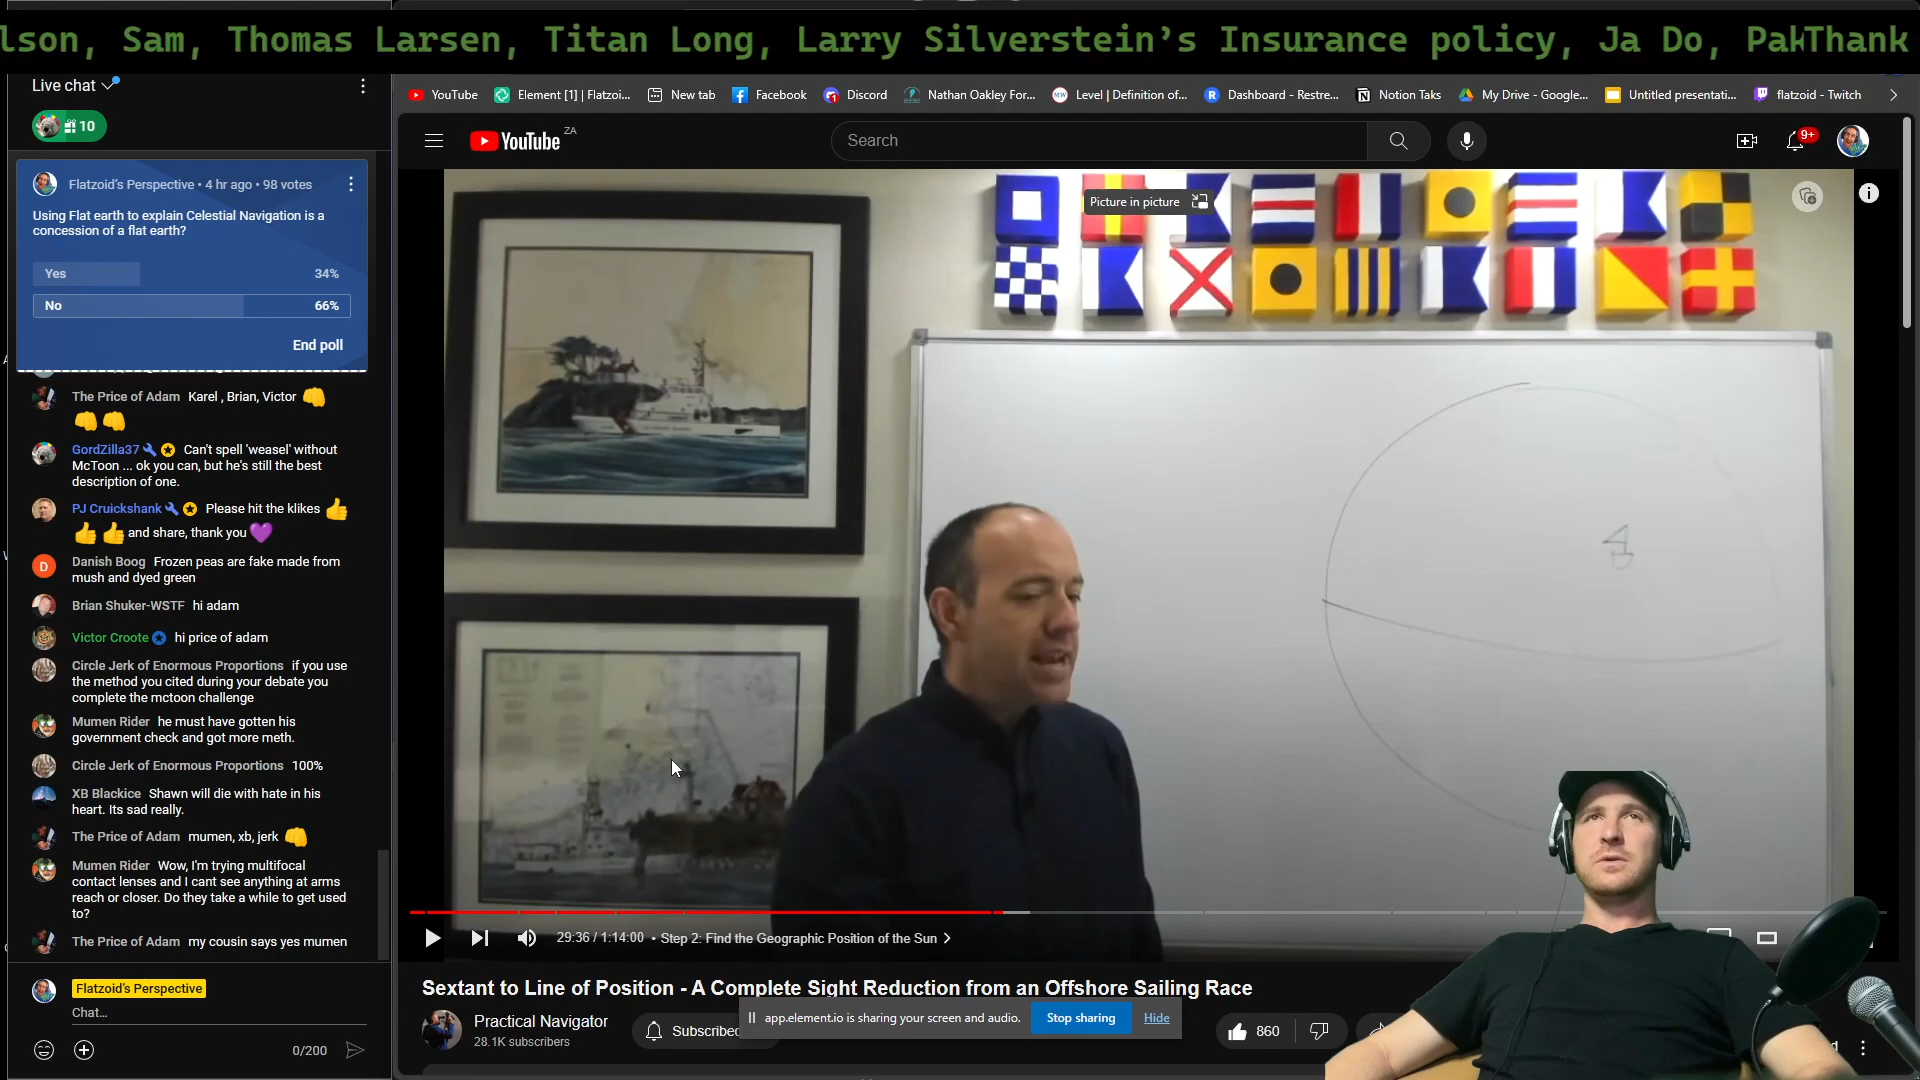 lson, Sam, Thomas Larsen, Titan Long, Larry Silverstein’s Insurance policy, Ja Do, Pa Thank
Live chat
10
Flatzoid's Perspective • 4 hr ago • 98 votes
Using Flat earth to explain Celestial Navigation is a
concession of a flat earth?
Yes 34%
No 66%
End poll
The Price of Adam Karel , Brian, Victor
GordZilla37 Can't spell 'weasel' without
McToon ... ok you can, but he's still the best
description of one.
PJ Cruickshank Please hit the klikes
and share, thank you
D
Danish Boog Frozen peas are fake made from
mush and dyed green
Brian Shuker-WSTF hi adam
Victor Croote hi price of adam
Circle Jerk of Enormous Proportions if you use
the method you cited during your debate you
complete the mctoon challenge
Mumen Rider he must have gotten his
government check and got more meth.
Circle Jerk of Enormous Proportions 100%
XB Blackice Shawn will die with hate in his
heart. Its sad really.
The Price of Adam mumen, xb, jerk
Mumen Rider Wow, I'm trying multifocal
contact lenses and I cant see anything at arms
reach or closer. Do they take a while to get used
to?
The Price of Adam my cousin says yes mumen
Flatzoid's Perspective
Chat...
0/200
YouTube Element [1] | Flatzoi... New tab Facebook Discord Nathan Oakley For... MW Level | Definition of... R Dashboard - Restre... Notion Taks My Drive - Google... Untitled presentati... flatzoid - Twitch
YouTube ZA
Search
9+
Picture in picture
29:36 / 1:14:00 • Step 2: Find the Geographic Position of the Sun
Sextant to Line of Position - A Complete Sight Reduction from an Offshore Sailing Race
Practical Navigator
28.1K subscribers
Subscribed
app.element.io is sharing your screen and audio.
Stop sharing
Hide
860